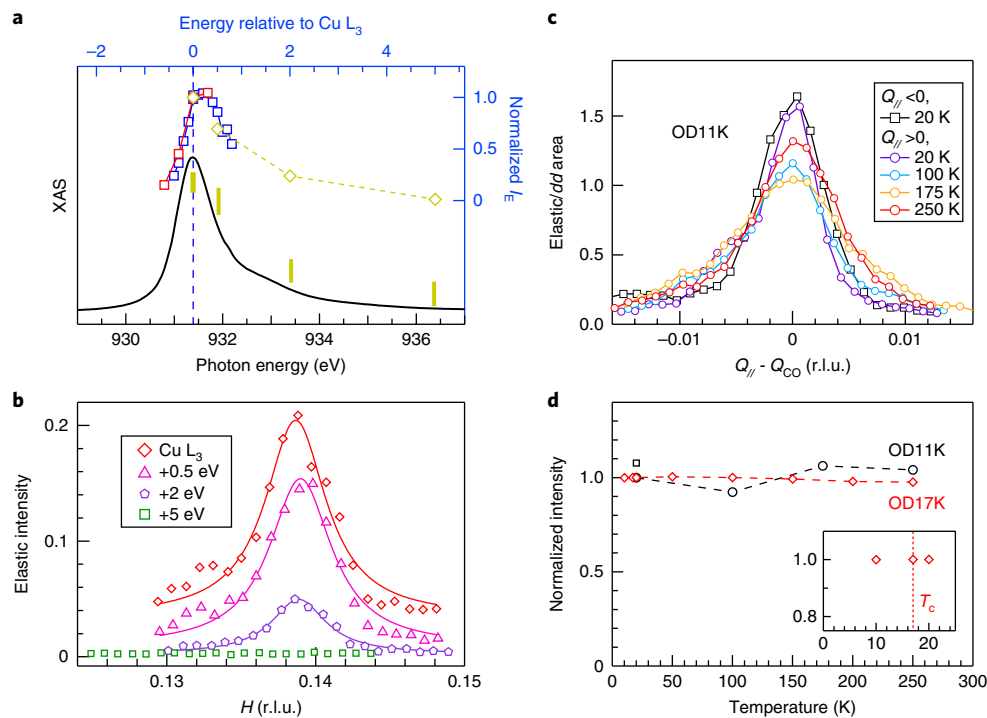 a
Energy relative to Cu L3
−2 0 2 4
XAS
1.0
0.5
0
Normalized IE
930 932 934 936
Photon energy (eV)
b
0.2
0.1
0
Elastic intensity
Cu L3
+0.5 eV
+2 eV
+5 eV
0.13 0.14 0.15
H (r.l.u.)
c
1.5
1.0
0.5
0.0
Elastic/dd area
OD11K
Q// <0,
20 K
Q// >0,
20 K
100 K
175 K
250 K
−0.01 0 0.01
Q// - QCO (r.l.u.)
d
1.0
0.5
0
Normalized intensity
OD11K
OD17K
1.0
0.8
Tc
0 10 20
0 50 100 150 200 250 300
Temperature (K)